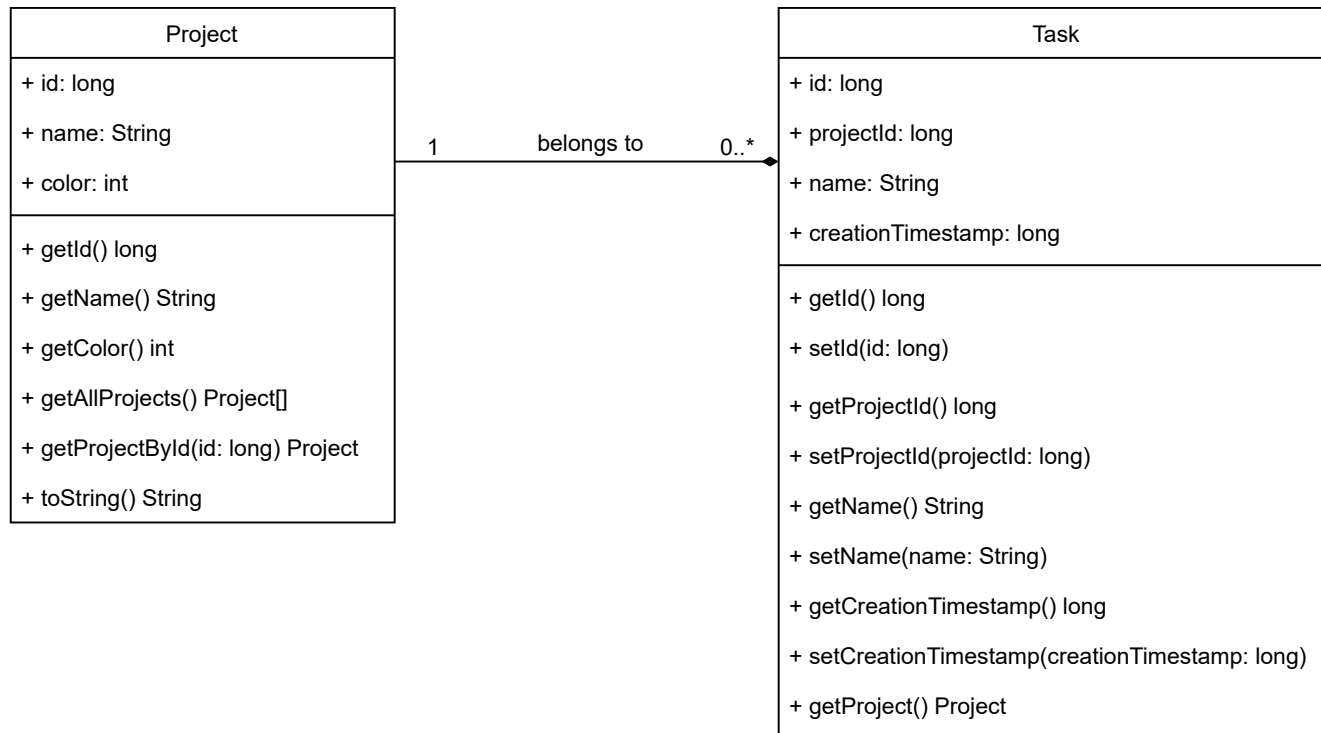 Project
+ id: long
+ name: String
+ color: int
+ getId() long
+ getName() String
+ getColor() int
+ getAllProjects() Project[]
+ getProjectById(id: long) Project
+ toString() String
1
belongs to
0..*
Task
+ id: long
+ projectId: long
+ name: String
+ creationTimestamp: long
+ getId() long
+ setId(id: long)
+ getProjectId() long
+ setProjectId(projectId: long)
+ getName() String
+ setName(name: String)
+ getCreationTimestamp() long
+ setCreationTimestamp(creationTimestamp: long)
+ getProject() Project